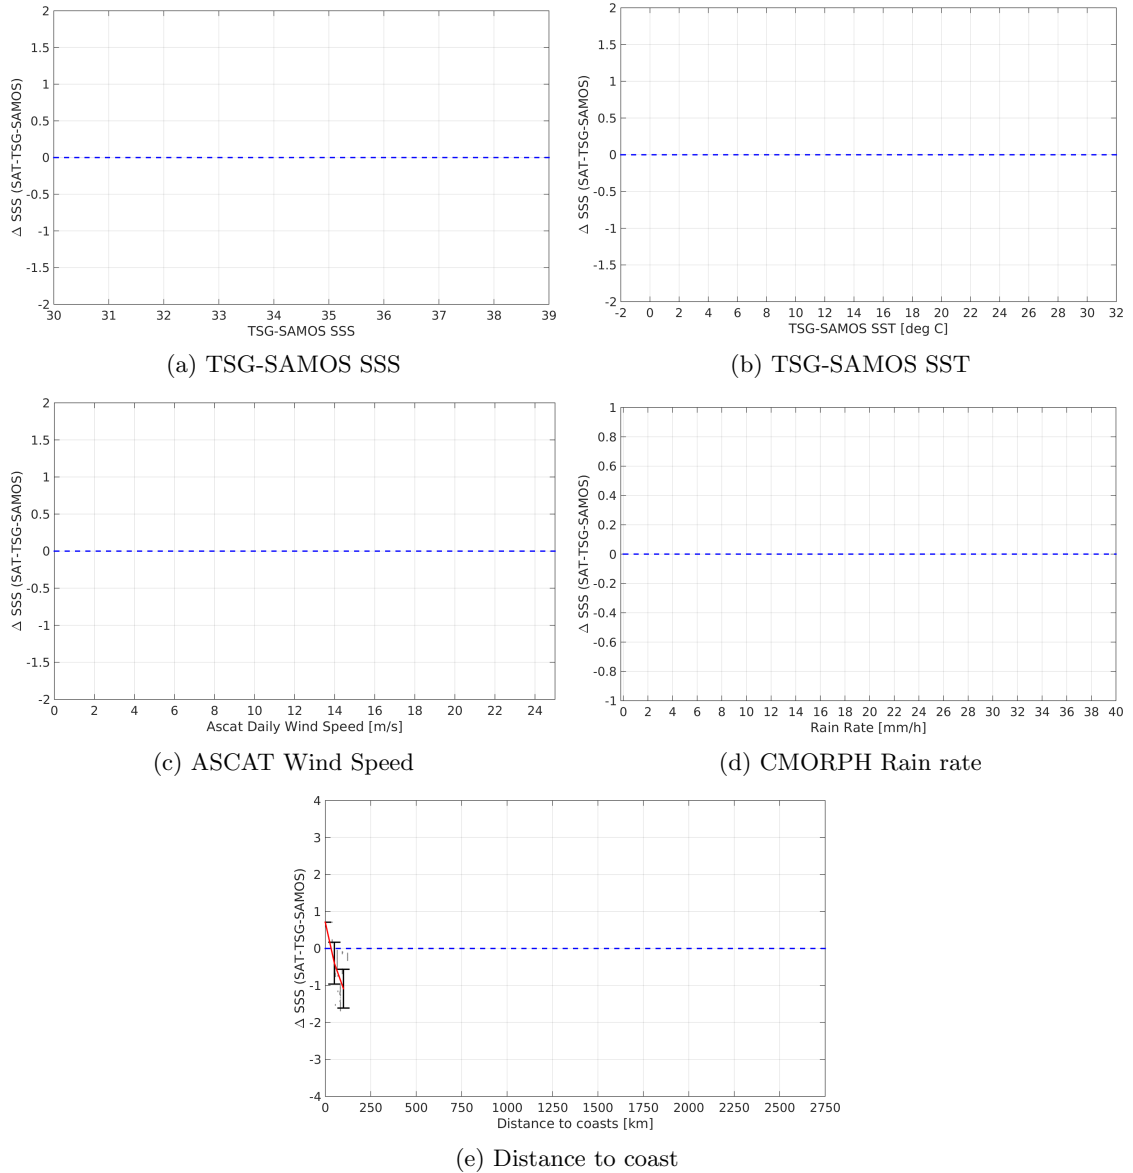 2
1.5
1
0.5
0
-0.5
-1
-1.5
-2
Δ SSS (SAT-TSG-SAMOS)
30 31 32 33 34 35 36 37 38 39
TSG-SAMOS SSS
(a) TSG-SAMOS SSS
2
1.5
1
0.5
0
-0.5
-1
-1.5
-2
Δ SSS (SAT-TSG-SAMOS)
-2 0 2 4 6 8 10 12 14 16 18 20 22 24 26 28 30 32
TSG-SAMOS SST [deg C]
(b) TSG-SAMOS SST
2
1.5
1
0.5
0
-0.5
-1
-1.5
-2
Δ SSS (SAT-TSG-SAMOS)
0 2 4 6 8 10 12 14 16 18 20 22 24
Ascat Daily Wind Speed [m/s]
(c) ASCAT Wind Speed
1
0.8
0.6
0.4
0.2
0
-0.2
-0.4
-0.6
-0.8
-1
Δ SSS (SAT-TSG-SAMOS)
0 2 4 6 8 10 12 14 16 18 20 22 24 26 28 30 32 34 36 38 40
Rain Rate [mm/h]
(d) CMORPH Rain rate
4
3
2
1
0
-1
-2
-3
-4
Δ SSS (SAT-TSG-SAMOS)
0 250 500 750 1000 1250 1500 1750 2000 2250 2500 2750
Distance to coasts [km]
(e) Distance to coast